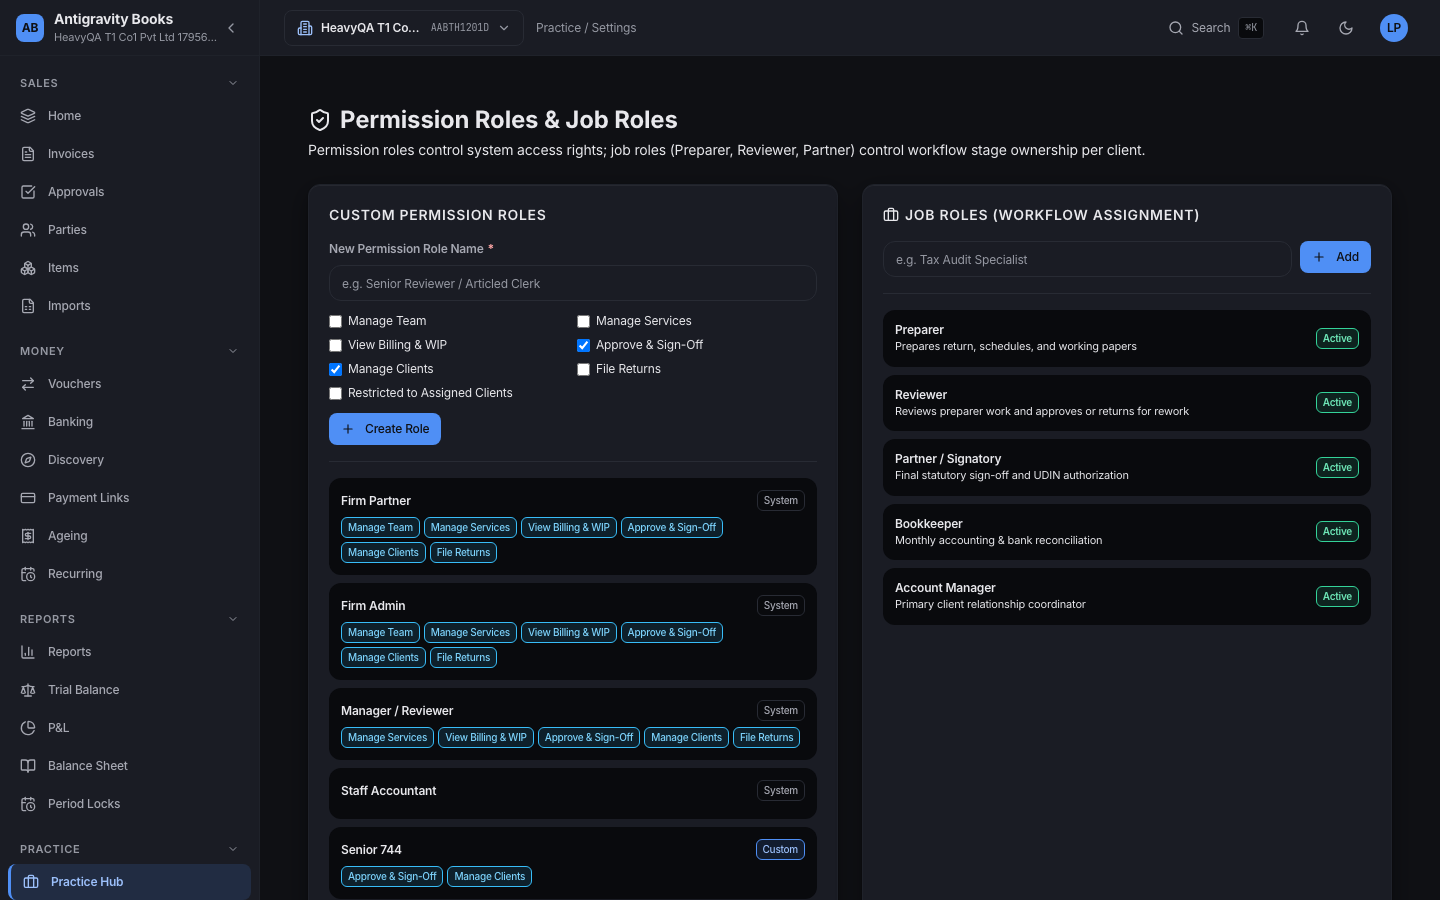 AB
Antigravity Books
HeavyQA T1 Co1 Pvt Ltd 17956...
SALES
Home
Invoices
Approvals
Parties
Items
Imports
MONEY
Vouchers
Banking
Discovery
Payment Links
Ageing
Recurring
REPORTS
Reports
Trial Balance
P&L
Balance Sheet
Period Locks
PRACTICE
Practice Hub
HeavyQA T1 Co... AABTH1201D
Practice / Settings
Search ⌘K
LP
Permission Roles & Job Roles
Permission roles control system access rights; job roles (Preparer, Reviewer, Partner) control workflow stage ownership per client.
CUSTOM PERMISSION ROLES
New Permission Role Name *
e.g. Senior Reviewer / Articled Clerk
Manage Team
Manage Services
View Billing & WIP
Approve & Sign-Off
Manage Clients
File Returns
Restricted to Assigned Clients
+ Create Role
Firm Partner
System
Manage Team Manage Services View Billing & WIP Approve & Sign-Off
Manage Clients File Returns
Firm Admin
System
Manage Team Manage Services View Billing & WIP Approve & Sign-Off
Manage Clients File Returns
Manager / Reviewer
System
Manage Services View Billing & WIP Approve & Sign-Off Manage Clients File Returns
Staff Accountant
System
Senior 744
Custom
Approve & Sign-Off Manage Clients
JOB ROLES (WORKFLOW ASSIGNMENT)
e.g. Tax Audit Specialist
+ Add
Preparer
Prepares return, schedules, and working papers
Active
Reviewer
Reviews preparer work and approves or returns for rework
Active
Partner / Signatory
Final statutory sign-off and UDIN authorization
Active
Bookkeeper
Monthly accounting & bank reconciliation
Active
Account Manager
Primary client relationship coordinator
Active